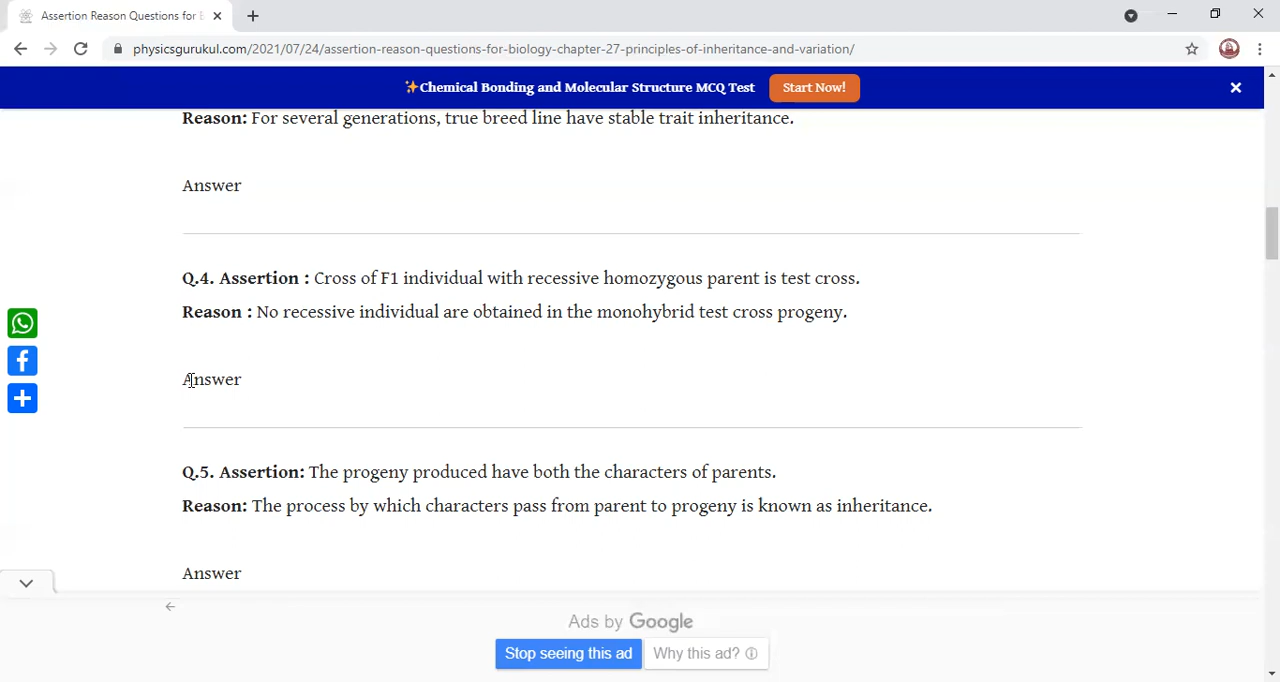 Assertion Reason Questions for B
physicsgurukul.com/2021/07/24/assertion-reason-questions-for-biology-chapter-27-principles-of-inheritance-and-variation/
✨Chemical Bonding and Molecular Structure MCQ Test Start Now!
Reason: For several generations, true breed line have stable trait inheritance.
Answer
Q.4. Assertion : Cross of F1 individual with recessive homozygous parent is test cross.
Reason : No recessive individual are obtained in the monohybrid test cross progeny.
Answer
Q.5. Assertion: The progeny produced have both the characters of parents.
Reason: The process by which characters pass from parent to progeny is known as inheritance.
Answer
Ads by Google
Stop seeing this ad Why this ad?